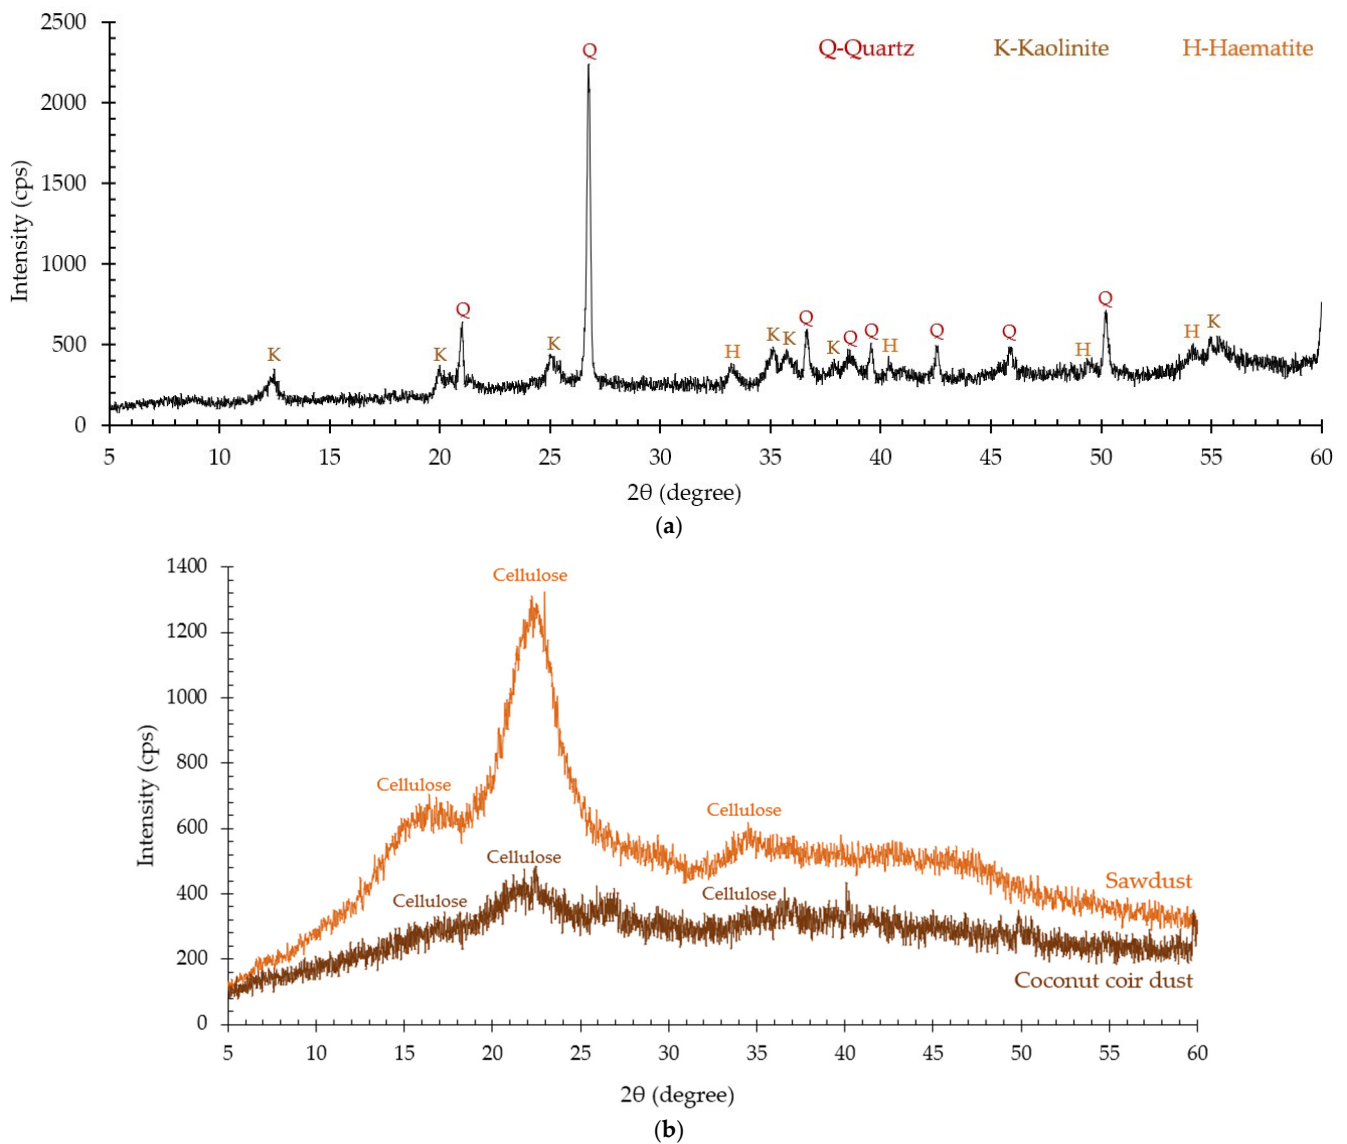 2500
Q
Q-Quartz K-Kaolinite H-Haematite
2000
1500
Intensity (cps)
1000
500
0
K K Q K H K K Q K Q Q H Q Q H Q H K
5 10 15 20 25 30 35 40 45 50 55 60
2θ (degree)
(a)
1400
Cellulose
1200
1000
800
Intensity (cps)
Cellulose
Cellulose
600
Cellulose
400
Cellulose
Cellulose
Sawdust
200
Coconut coir dust
0
5 10 15 20 25 30 35 40 45 50 55 60
2θ (degree)
(b)